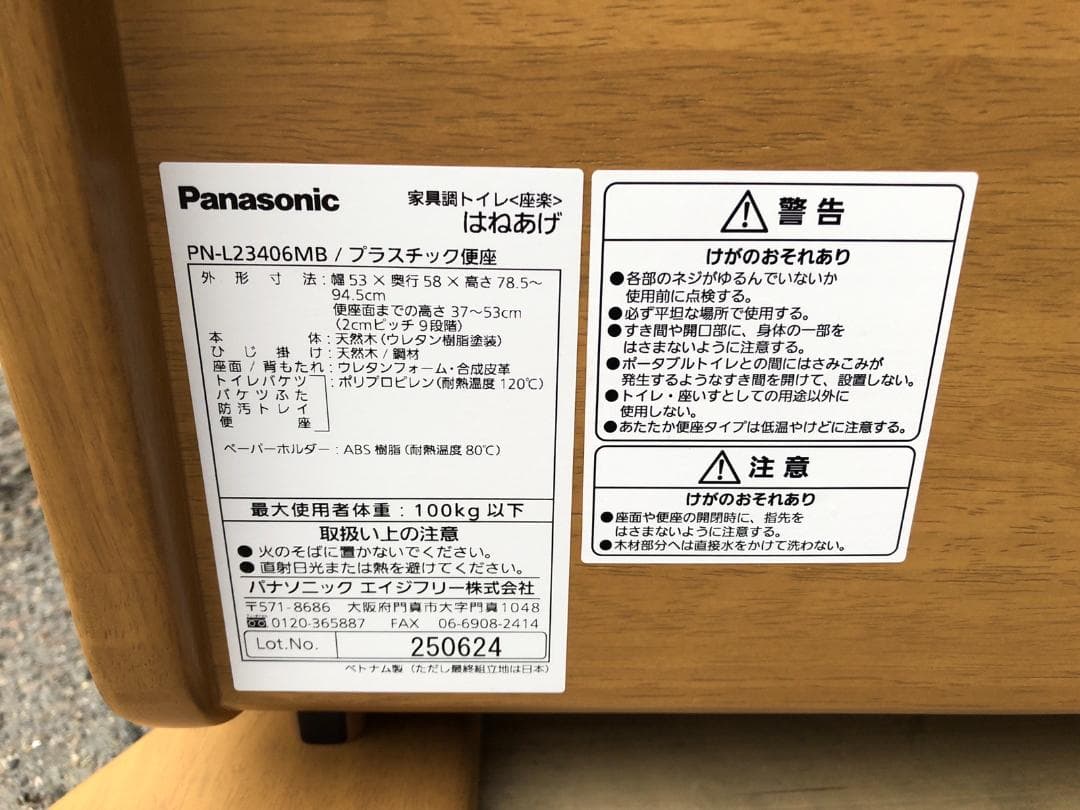 Panasonic
家具調トイレ<座楽>
はねあげ
PN-L23406MB / プラスチック便座
外形寸法：幅53×奥行58×高さ78.5～
94.5cm
便座面までの高さ37～53cm
(2cmピッチ9段階)
本体：天然木(ウレタン樹脂塗装)
ひじ掛け：天然木/鋼材
座面/背もたれ：ウレタンフォーム・合成皮革
トイレバケツ：ポリプロピレン(耐熱温度120℃)
バケツふた
防汚トレイ
便座
ペーパーホルダー：ABS樹脂(耐熱温度80℃)
最大使用者体重：100kg以下
取扱い上の注意
●火のそばに置かないでください。
●直射日光または熱を避けてください。
パナソニック エイジフリー株式会社
〒571-8686 大阪府門真市大字門真1048
0120-365887 FAX 06-6908-2414
Lot.No. 250624
ベトナム製(ただし最終組立地は日本)
警告
けがのおそれあり
●各部のネジがゆるんでいないか
使用前に点検する。
●必ず平坦な場所で使用する。
●すき間や開口部に、身体の一部を
はさまないように注意する。
●ポータブルトイレとの間にはさみこみが
発生するようなすき間を開けて、設置しない。
●トイレ・座いすとしての用途以外に
使用しない。
●あたたか便座タイプは低温やけどに注意する。
注意
けがのおそれあり
●座面や便座の開閉時に、指先を
はさまないように注意する。
●木材部分へは直接水をかけて洗わない。